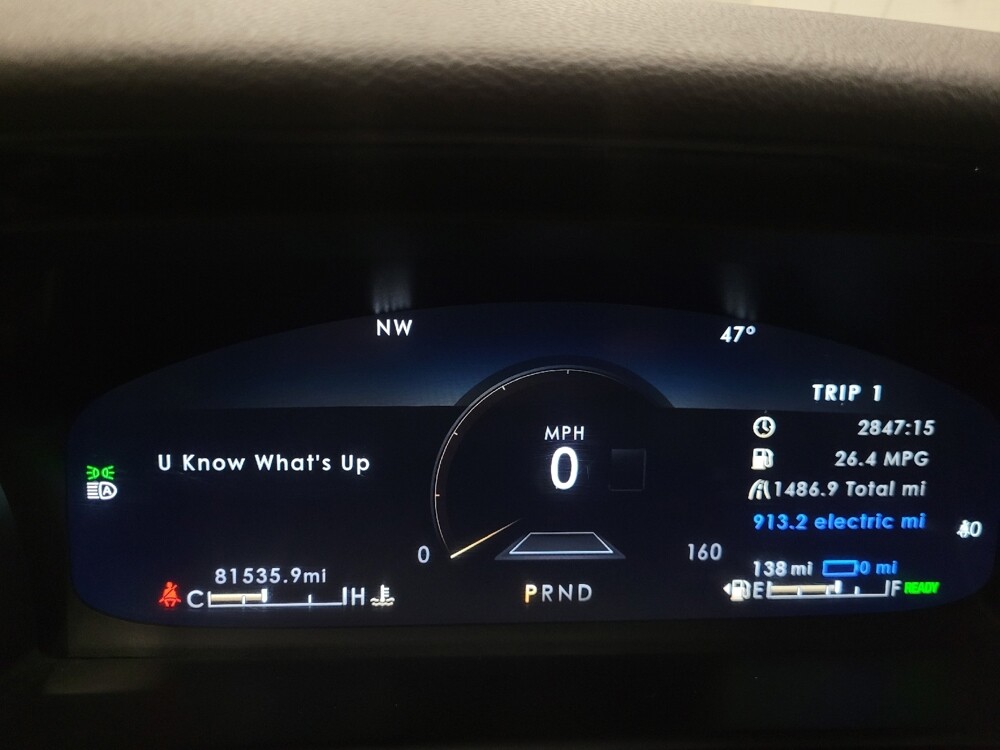 NW
47°
TRIP 1
2847:15
26.4 MPG
11486.9 Total mi
913.2 electric mi
U Know What's Up
MPH
0
0
160
81535.9mi
138 mi
0 mi
C
H
PRND
E
F
READY
A